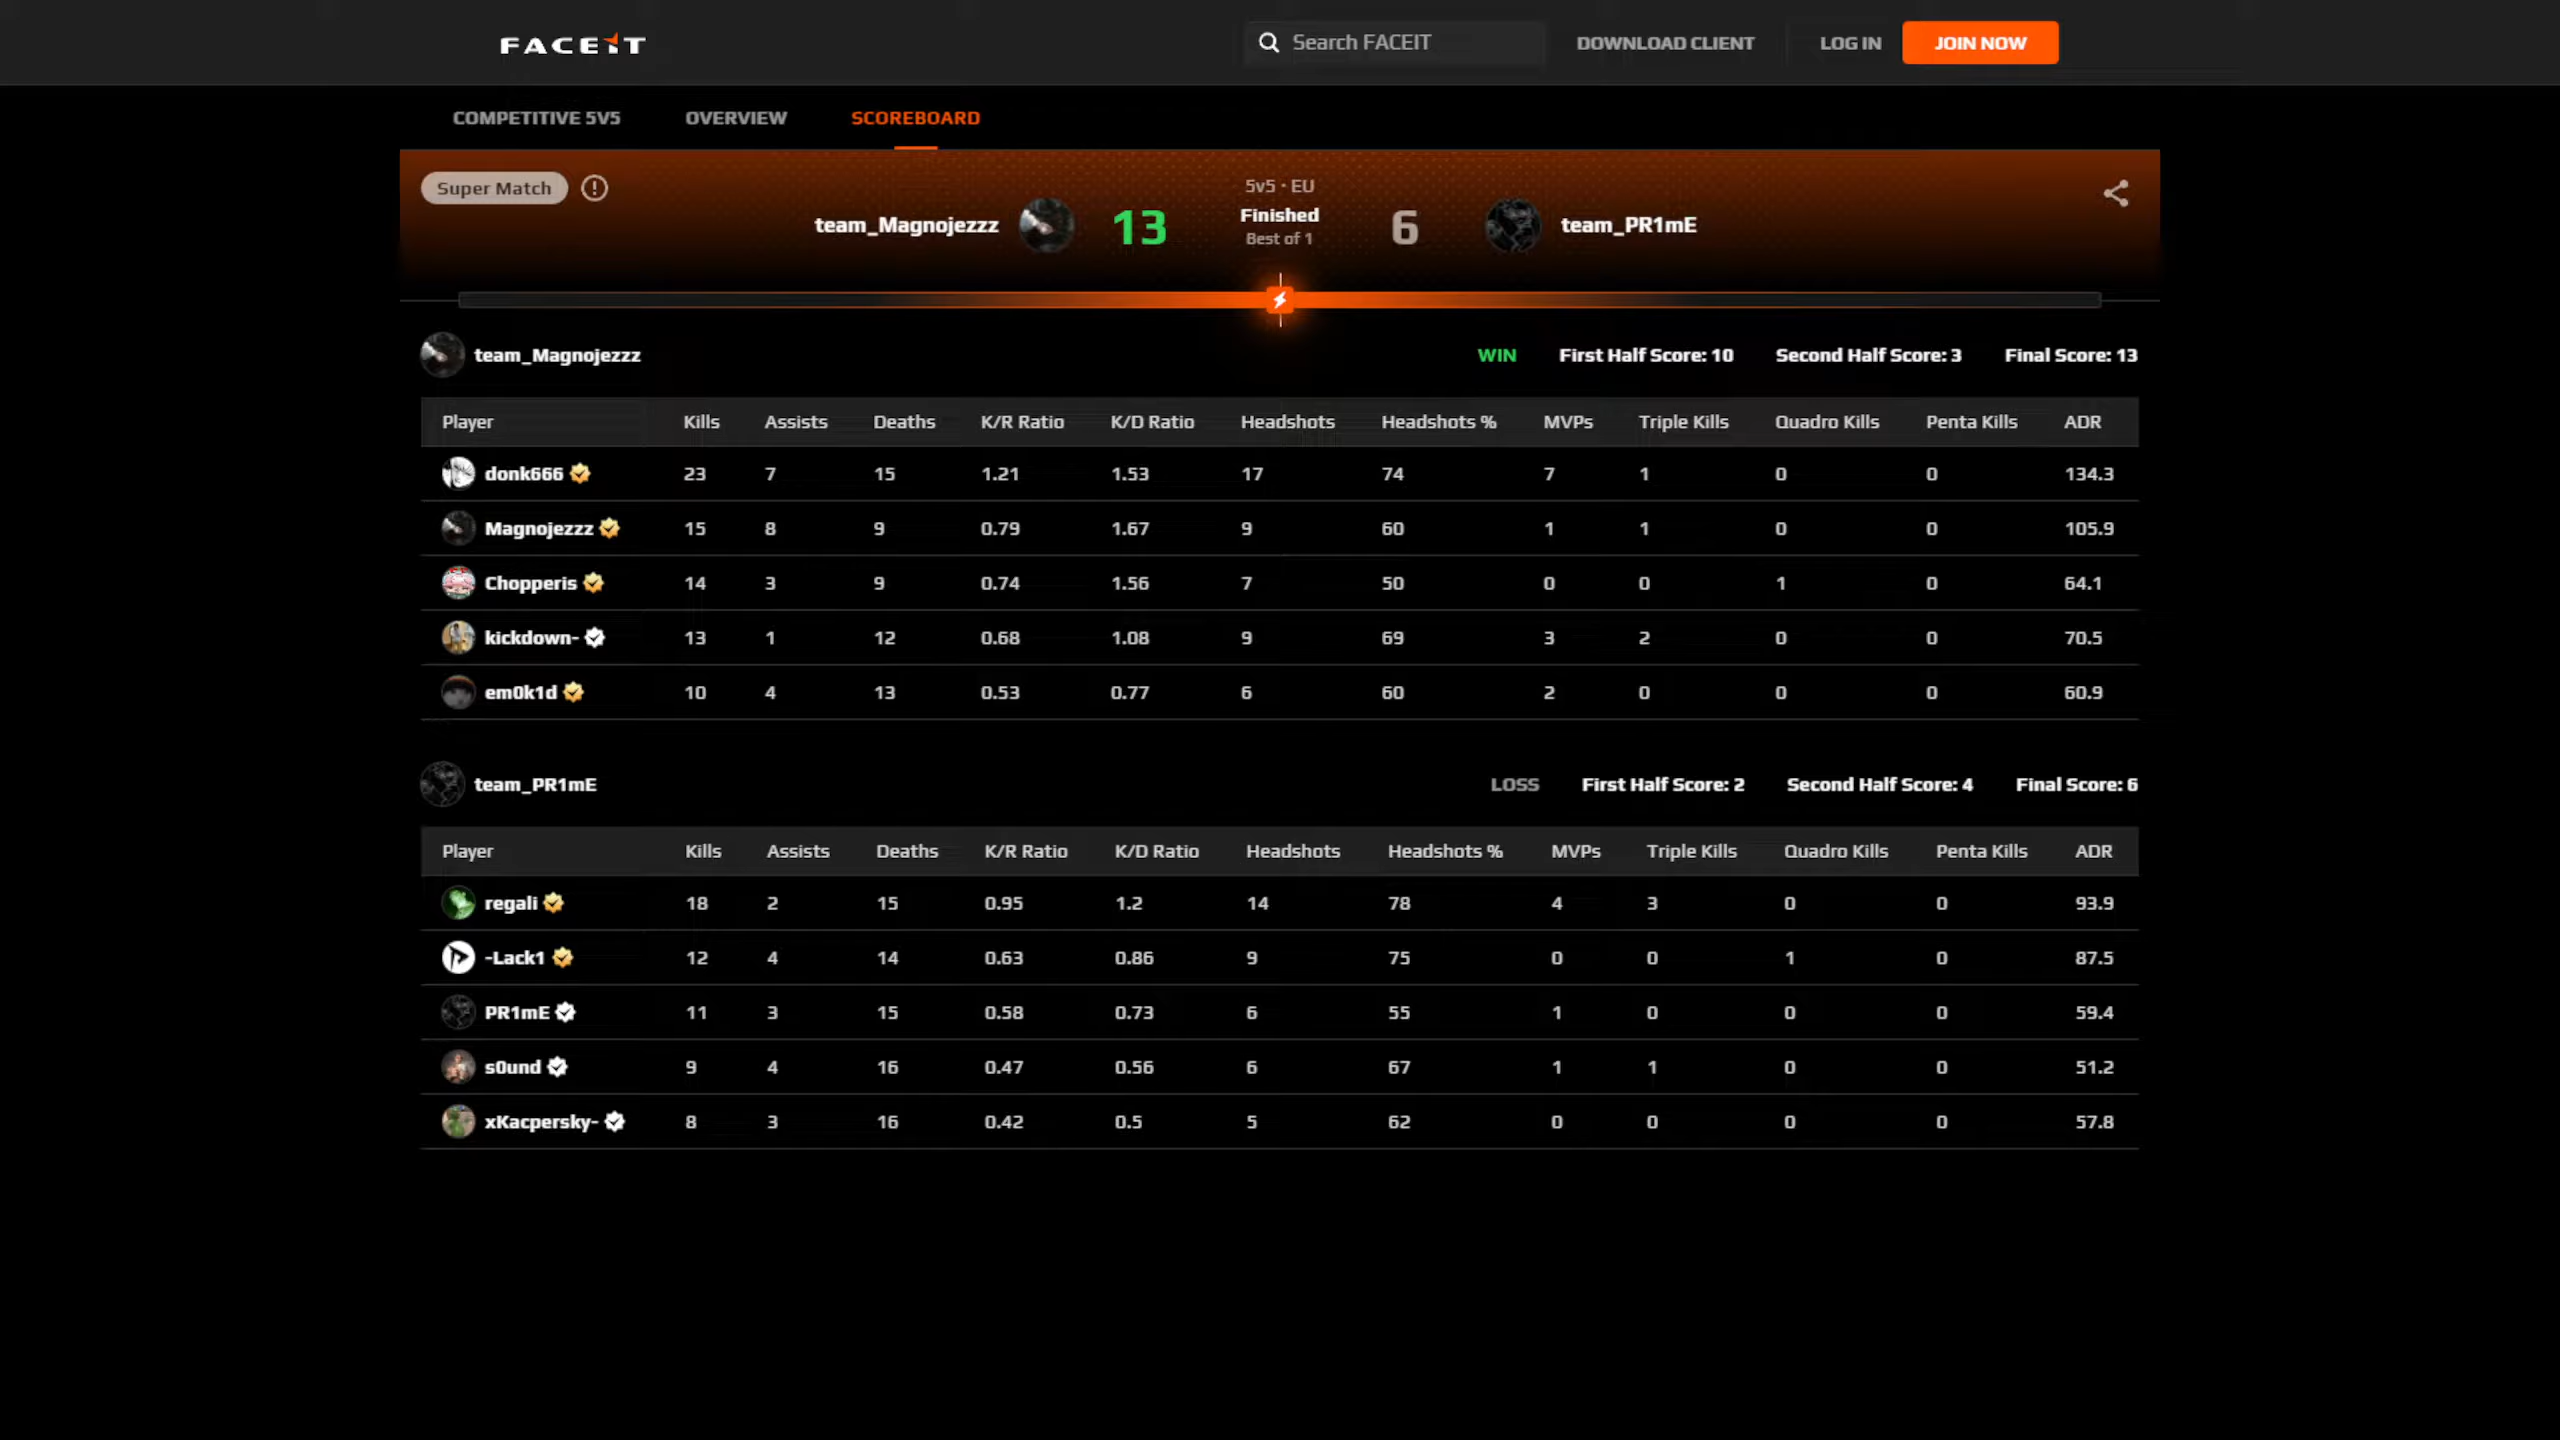 FACEIT
Search FACEIT
DOWNLOAD CLIENT
LOG IN
JOIN NOW
COMPETITIVE 5V5 OVERVIEW SCOREBOARD
Super Match
5v5 · EU
team_Magnojezzz 13 Finished 6 team_PR1mE
Best of 1
team_Magnojezzz WIN First Half Score: 10 Second Half Score: 3 Final Score: 13
Player Kills Assists Deaths K/R Ratio K/D Ratio Headshots Headshots % MVPs Triple Kills Quadro Kills Penta Kills ADR
donk666 23 7 15 1.21 1.53 17 74 7 1 0 0 134.3
Magnojezzz 15 8 9 0.79 1.67 9 60 1 1 0 0 105.9
Chopperis 14 3 9 0.74 1.56 7 50 0 0 1 0 64.1
kickdown- 13 1 12 0.68 1.08 9 69 3 2 0 0 70.5
em0k1d 10 4 13 0.53 0.77 6 60 2 0 0 0 60.9
team_PR1mE LOSS First Half Score: 2 Second Half Score: 4 Final Score: 6
Player Kills Assists Deaths K/R Ratio K/D Ratio Headshots Headshots % MVPs Triple Kills Quadro Kills Penta Kills ADR
regali 18 2 15 0.95 1.2 14 78 4 3 0 0 93.9
-Lack1 12 4 14 0.63 0.86 9 75 0 0 1 0 87.5
PR1mE 11 3 15 0.58 0.73 6 55 1 0 0 0 59.4
s0und 9 4 16 0.47 0.56 6 67 1 1 0 0 51.2
xKacpersky- 8 3 16 0.42 0.5 5 62 0 0 0 0 57.8